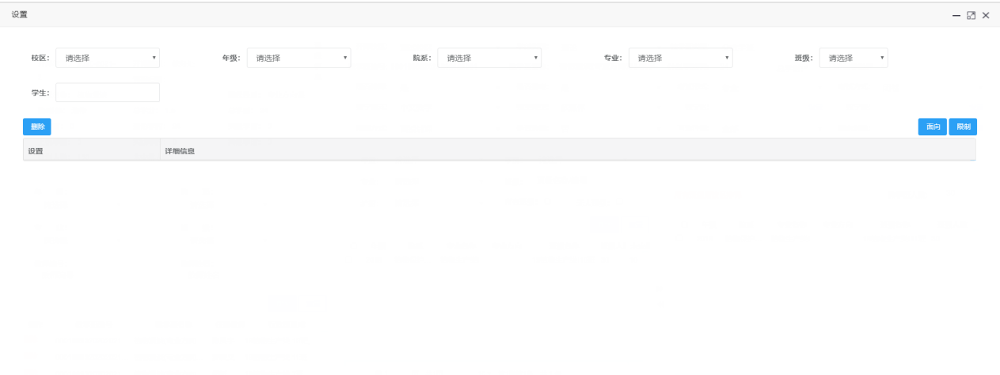 设置
校区： 请选择 年级： 请选择 院系： 请选择 专业： 请选择 班级： 请选择
学生：
删除 面向 限制
设置 详细信息